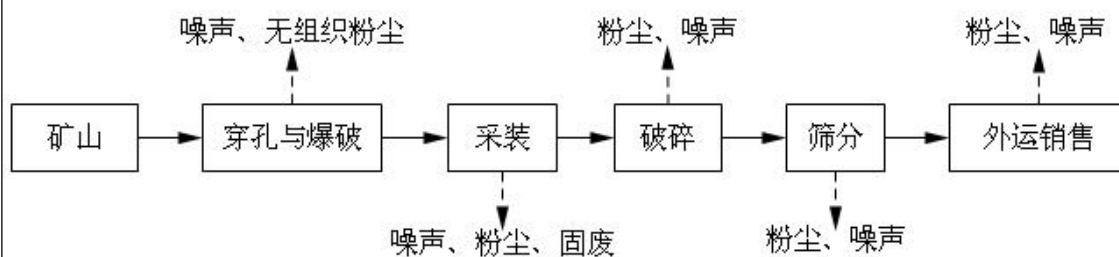 噪声、无组织粉尘
粉尘、噪声
粉尘、噪声
矿山
穿孔与爆破
采装
破碎
筛分
外运销售
噪声、粉尘、固废
粉尘、噪声